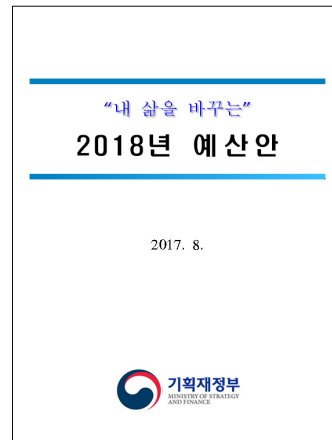 “내 삶을 바꾸는”
2018년 예산안
2017. 8.
기획재정부
MINISTRY OF STRATEGY
AND FINANCE